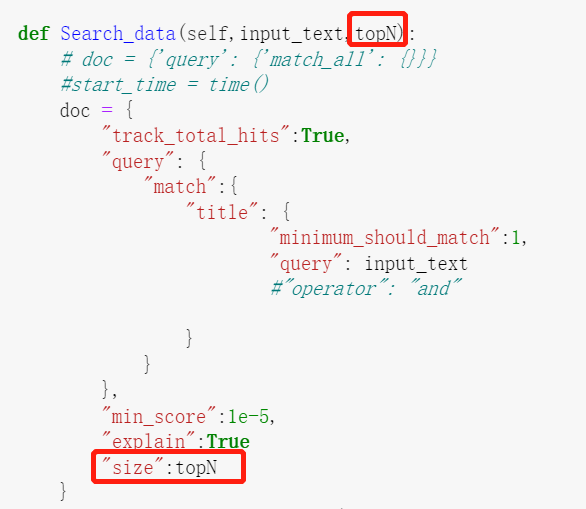 def Search_data(self,input_text,topN):
# doc = {'query': {'match_all': {}}}
#start_time = time()
doc = {
"track_total_hits":True,
"query": {
"match":{
"title": {
"minimum_should_match":1,
"query": input_text
#"operator": "and"
}
}
},
"min_score":1e-5,
"explain":True
"size":topN
}